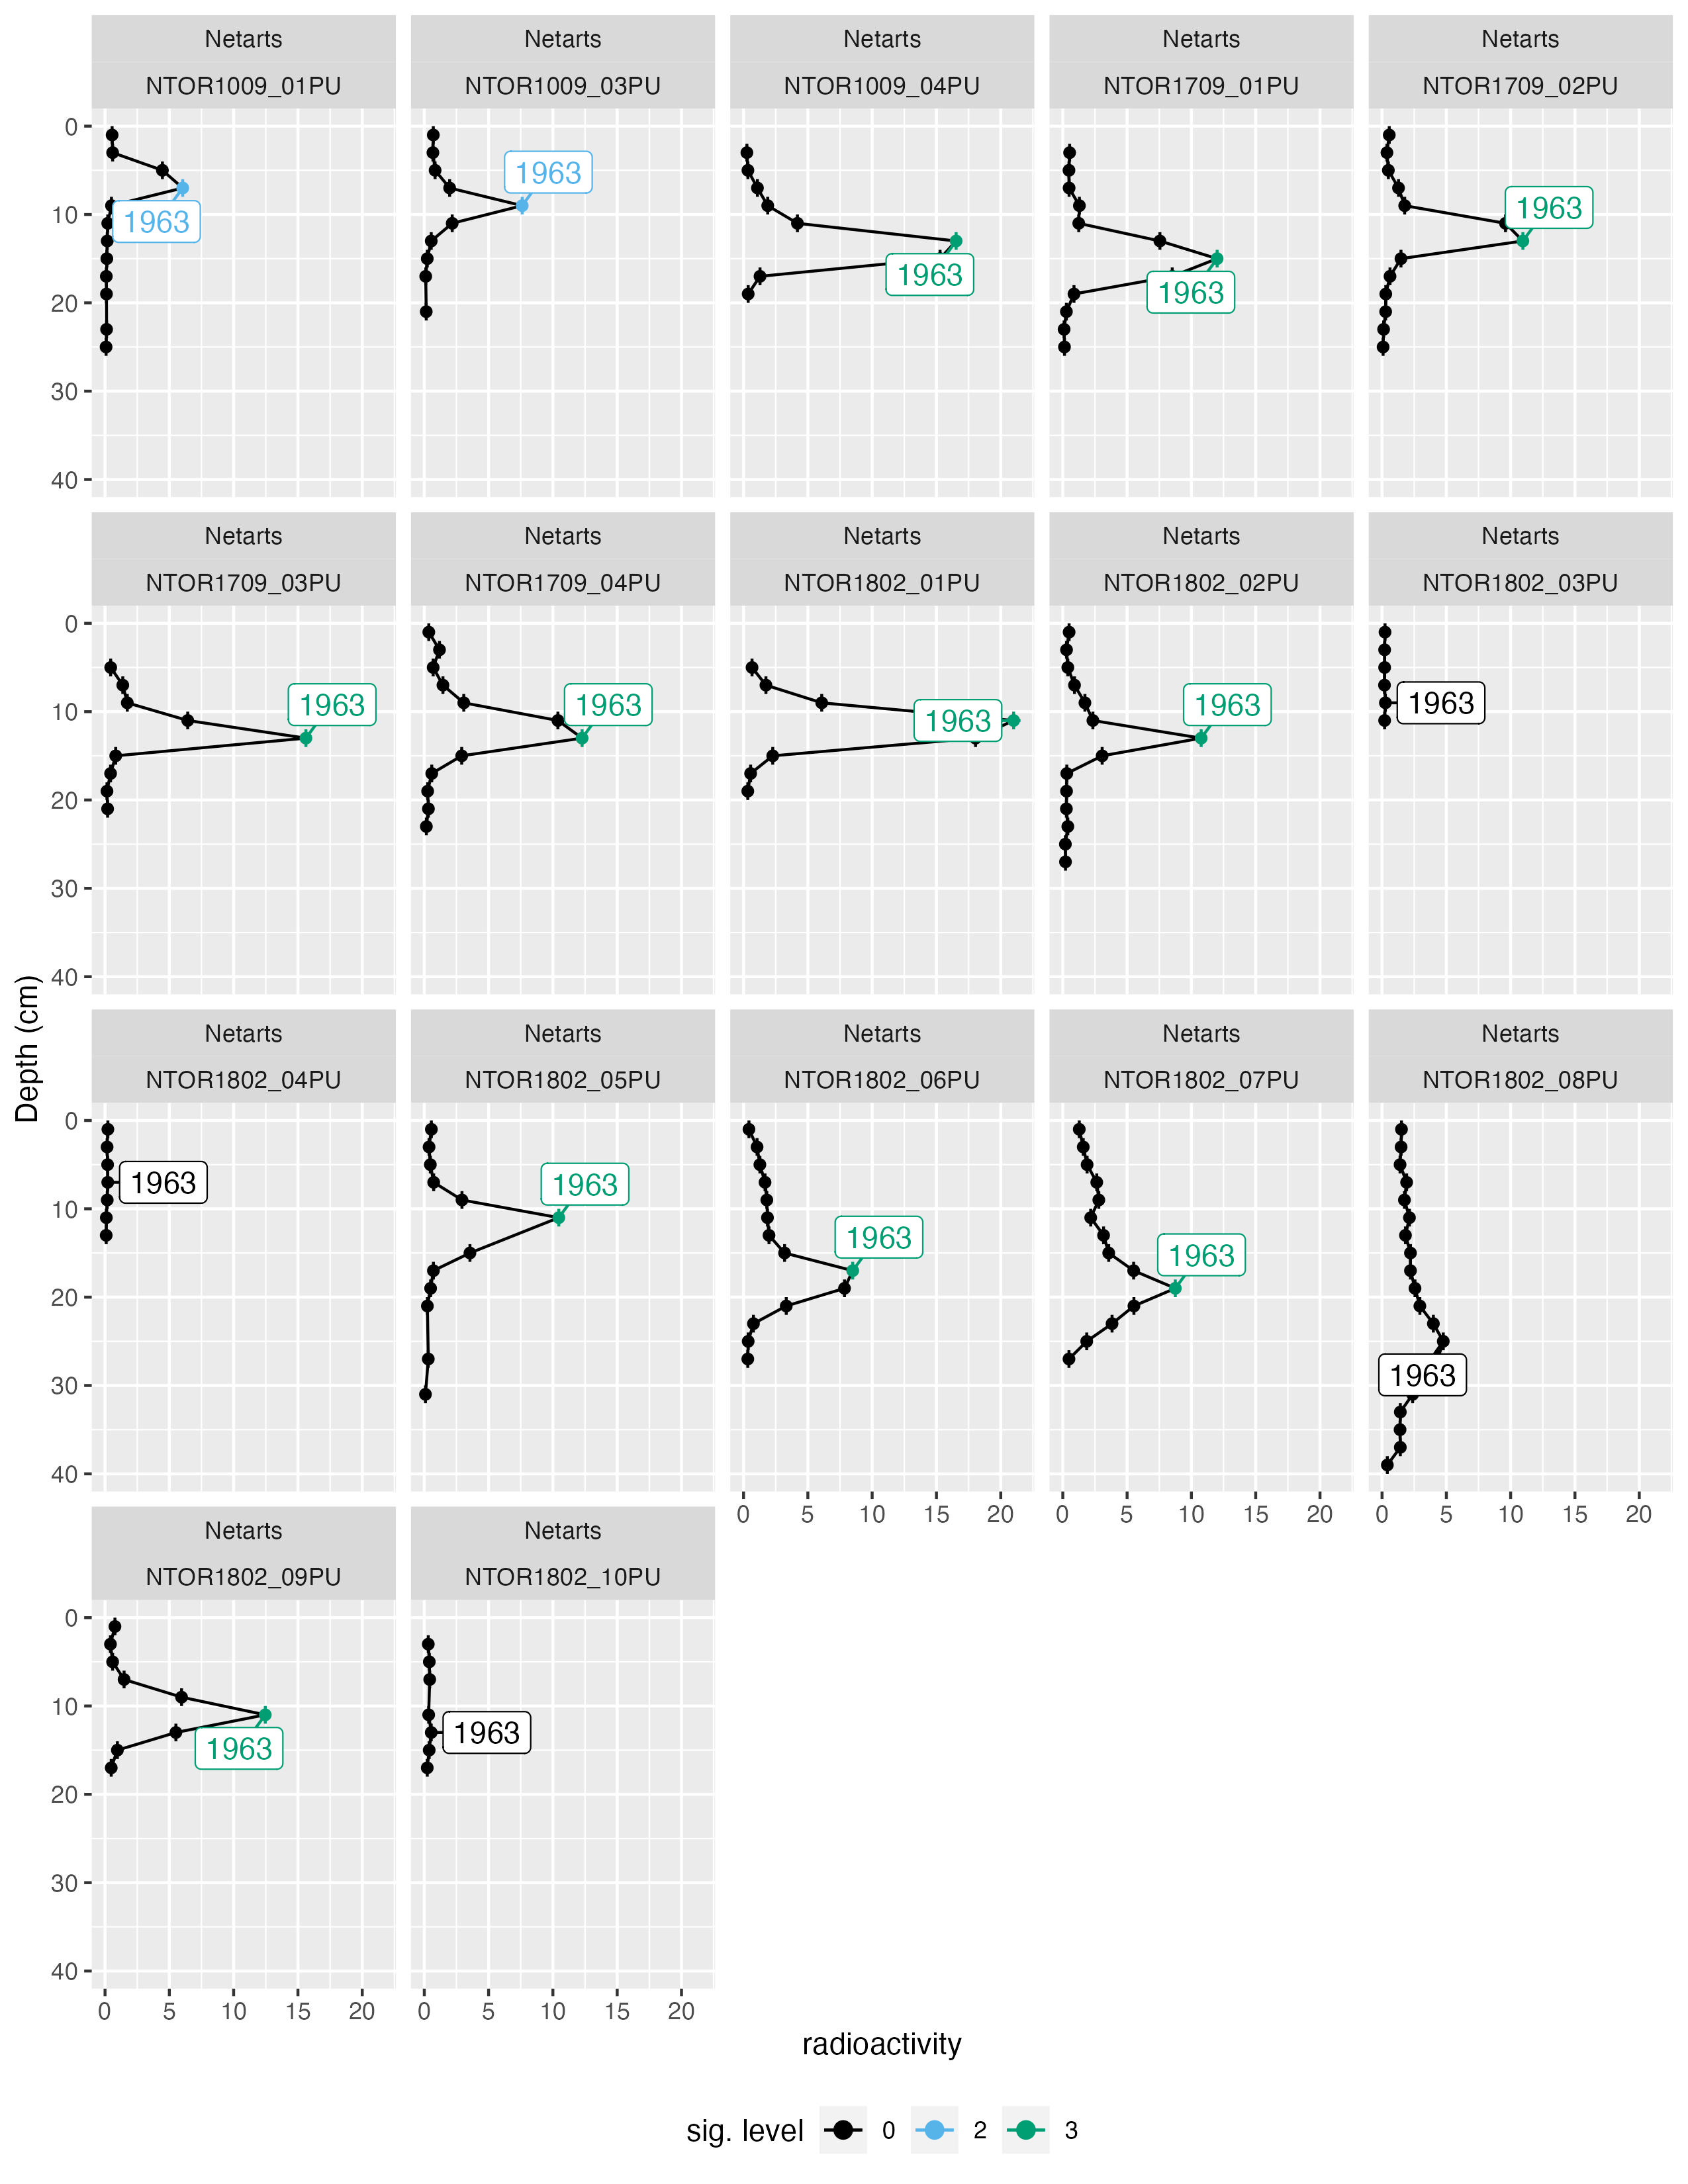 Netarts Netarts Netarts Netarts Netarts
NTOR1009_01PU NTOR1009_03PU NTOR1009_04PU NTOR1709_01PU NTOR1709_02PU
0
10
20
30
40
1963 1963 1963 1963 1963
Netarts Netarts Netarts Netarts Netarts
NTOR1709_03PU NTOR1709_04PU NTOR1802_01PU NTOR1802_02PU NTOR1802_03PU
0
10
20
30
40
1963 1963 1963 1963 1963
Depth (cm)
Netarts Netarts Netarts Netarts Netarts
NTOR1802_04PU NTOR1802_05PU NTOR1802_06PU NTOR1802_07PU NTOR1802_08PU
0
10
20
30
40
1963 1963 1963 1963 1963
0 5 10 15 20 0 5 10 15 20 0 5 10 15 20
Netarts Netarts
NTOR1802_09PU NTOR1802_10PU
0
10
20
30
40
1963 1963
0 5 10 15 20 0 5 10 15 20
radioactivity
sig. level 0 2 3